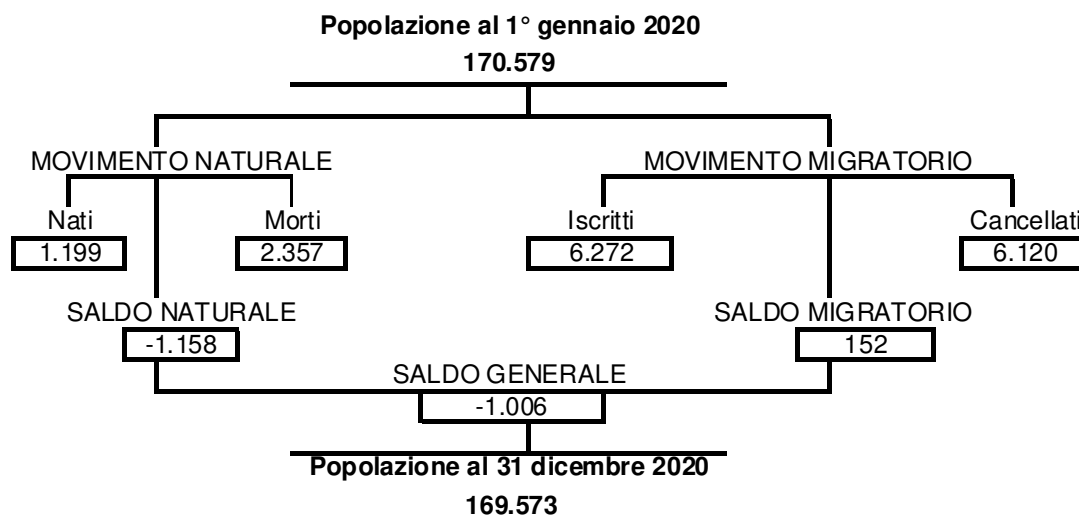 Popolazione al 1° gennaio 2020
170.579
MOVIMENTO NATURALE MOVIMENTO MIGRATORIO
Nati Morti Iscritti Cancellati
1.199 2.357 6.272 6.120
SALDO NATURALE SALDO MIGRATORIO
-1.158 152
SALDO GENERALE
-1.006
Popolazione al 31 dicembre 2020
169.573